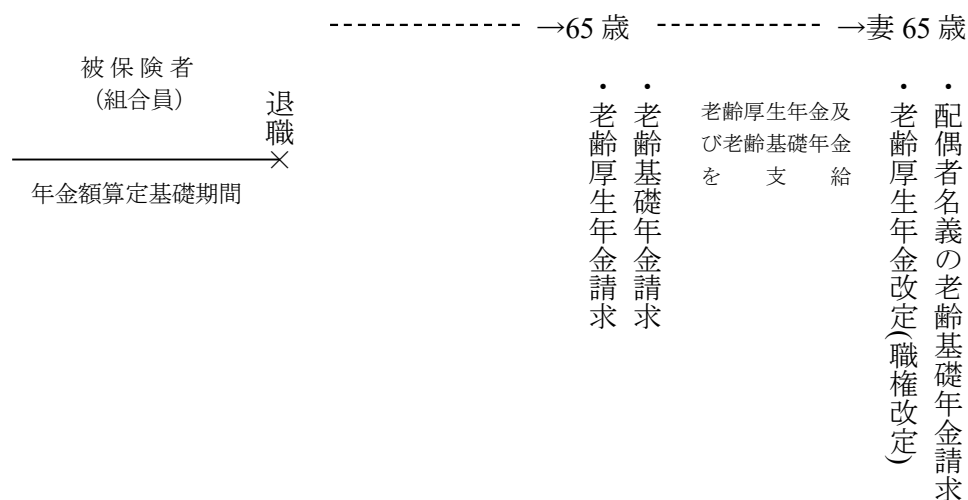 →65 歳
→妻 65 歳
被 保 険 者
(組合員)
退職
年金額算定基礎期間
・老齢厚生年金請求
・老齢基礎年金請求
老齢厚生年金及
び老齢基礎年金
を支給
・老齢厚生年金改定(職権改定)
・配偶者名義の老齢基礎年金請求